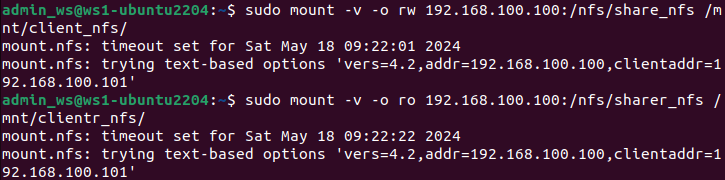 admin_ws@ws1-ubuntu2204:~$ sudo mount -v -o rw 192.168.100.100:/nfs/share_nfs /m
nt/client_nfs/
mount.nfs: timeout set for Sat May 18 09:22:01 2024
mount.nfs: trying text-based options 'vers=4.2,addr=192.168.100.100,clientaddr=1
92.168.100.101'
admin_ws@ws1-ubuntu2204:~$ sudo mount -v -o ro 192.168.100.100:/nfs/sharer_nfs /
mnt/clientr_nfs/
mount.nfs: timeout set for Sat May 18 09:22:22 2024
mount.nfs: trying text-based options 'vers=4.2,addr=192.168.100.100,clientaddr=1
92.168.100.101'